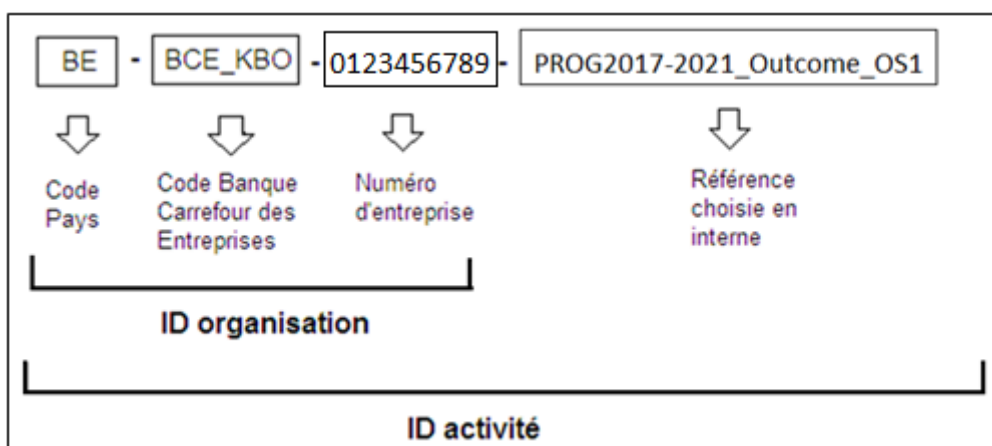 BE - BCE_KBO - 0123456789 - PROG2017-2021_Outcome_OS1
Code
Pays
Code Banque
Carrefour des
Entreprises
Numéro
d'entreprise
Référence
choisie en
interne
ID organisation
ID activité